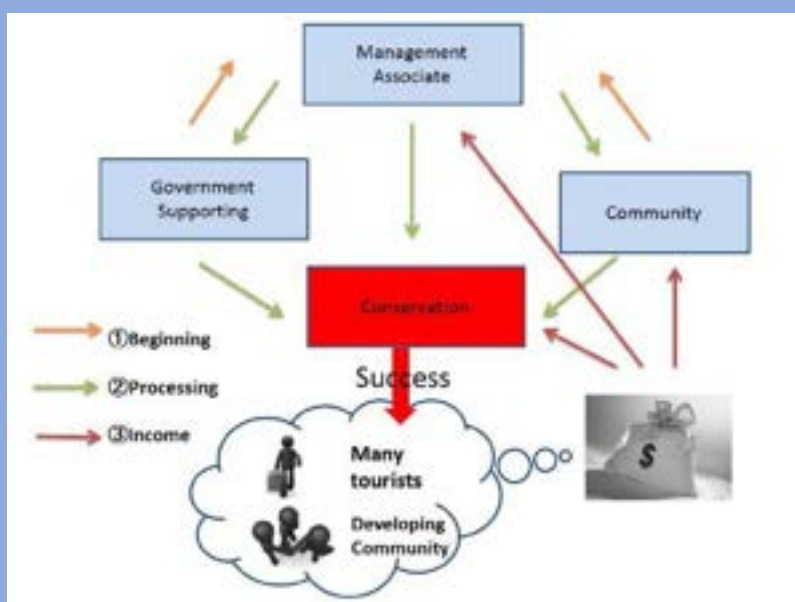 Management
Associate
Government
Supporting
Community
Conservation
①Beginning
②Processing
③Income
Success
Many
tourists
Developing
Community
$